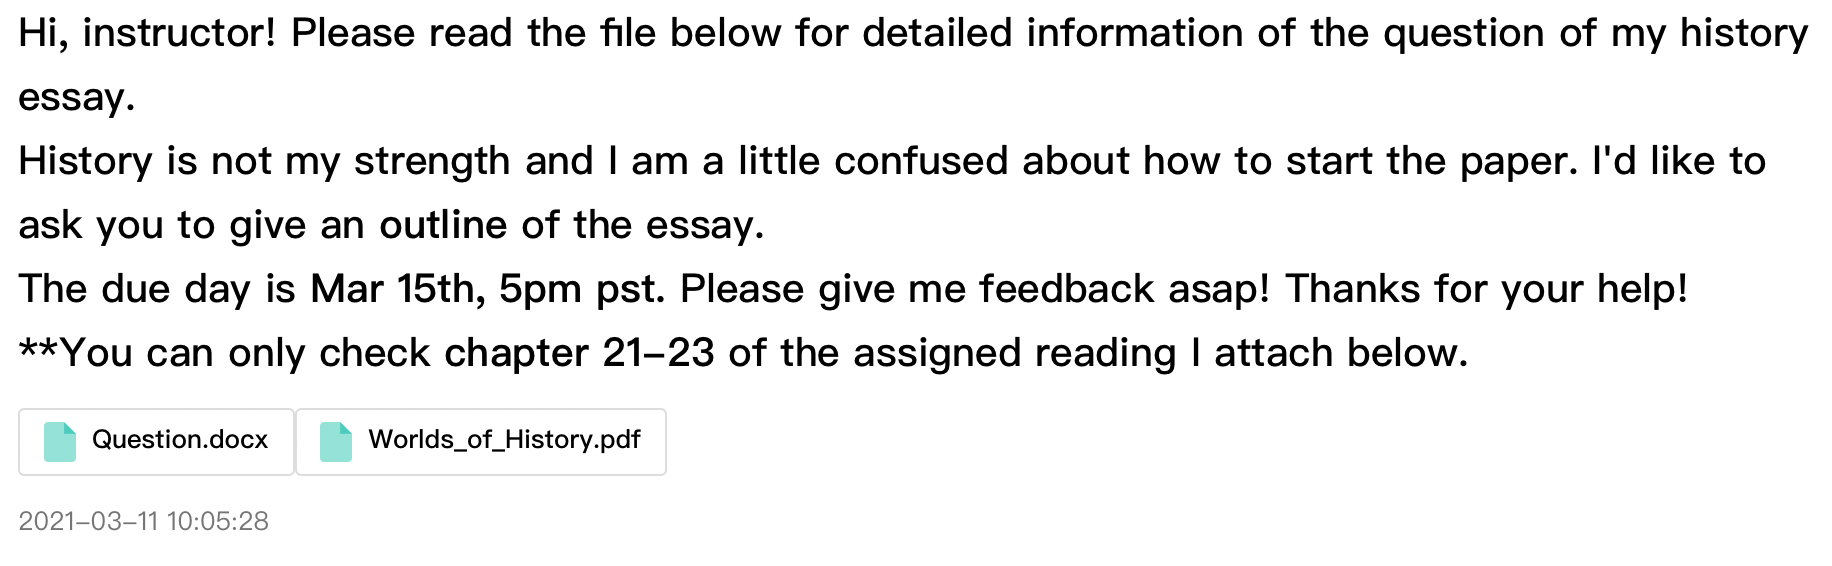 Hi, instructor! Please read the file below for detailed information of the question of my history
essay.
History is not my strength and I am a little confused about how to start the paper. I'd like to
ask you to give an outline of the essay.
The due day is Mar 15th, 5pm pst. Please give me feedback asap! Thanks for your help!
**You can only check chapter 21–23 of the assigned reading I attach below.
Question.docx Worlds_of_History.pdf
2021–03–11 10:05:28